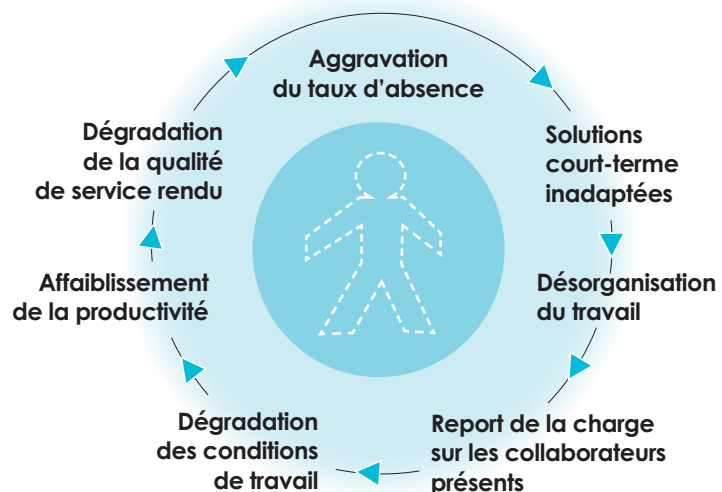 Aggravation
du taux d’absence
Solutions
court-terme
inadaptées
Désorganisation
du travail
Report de la charge
sur les collaborateurs
présents
Dégradation
des conditions
de travail
Affaiblissement
de la productivité
Dégradation
de la qualité
de service rendu